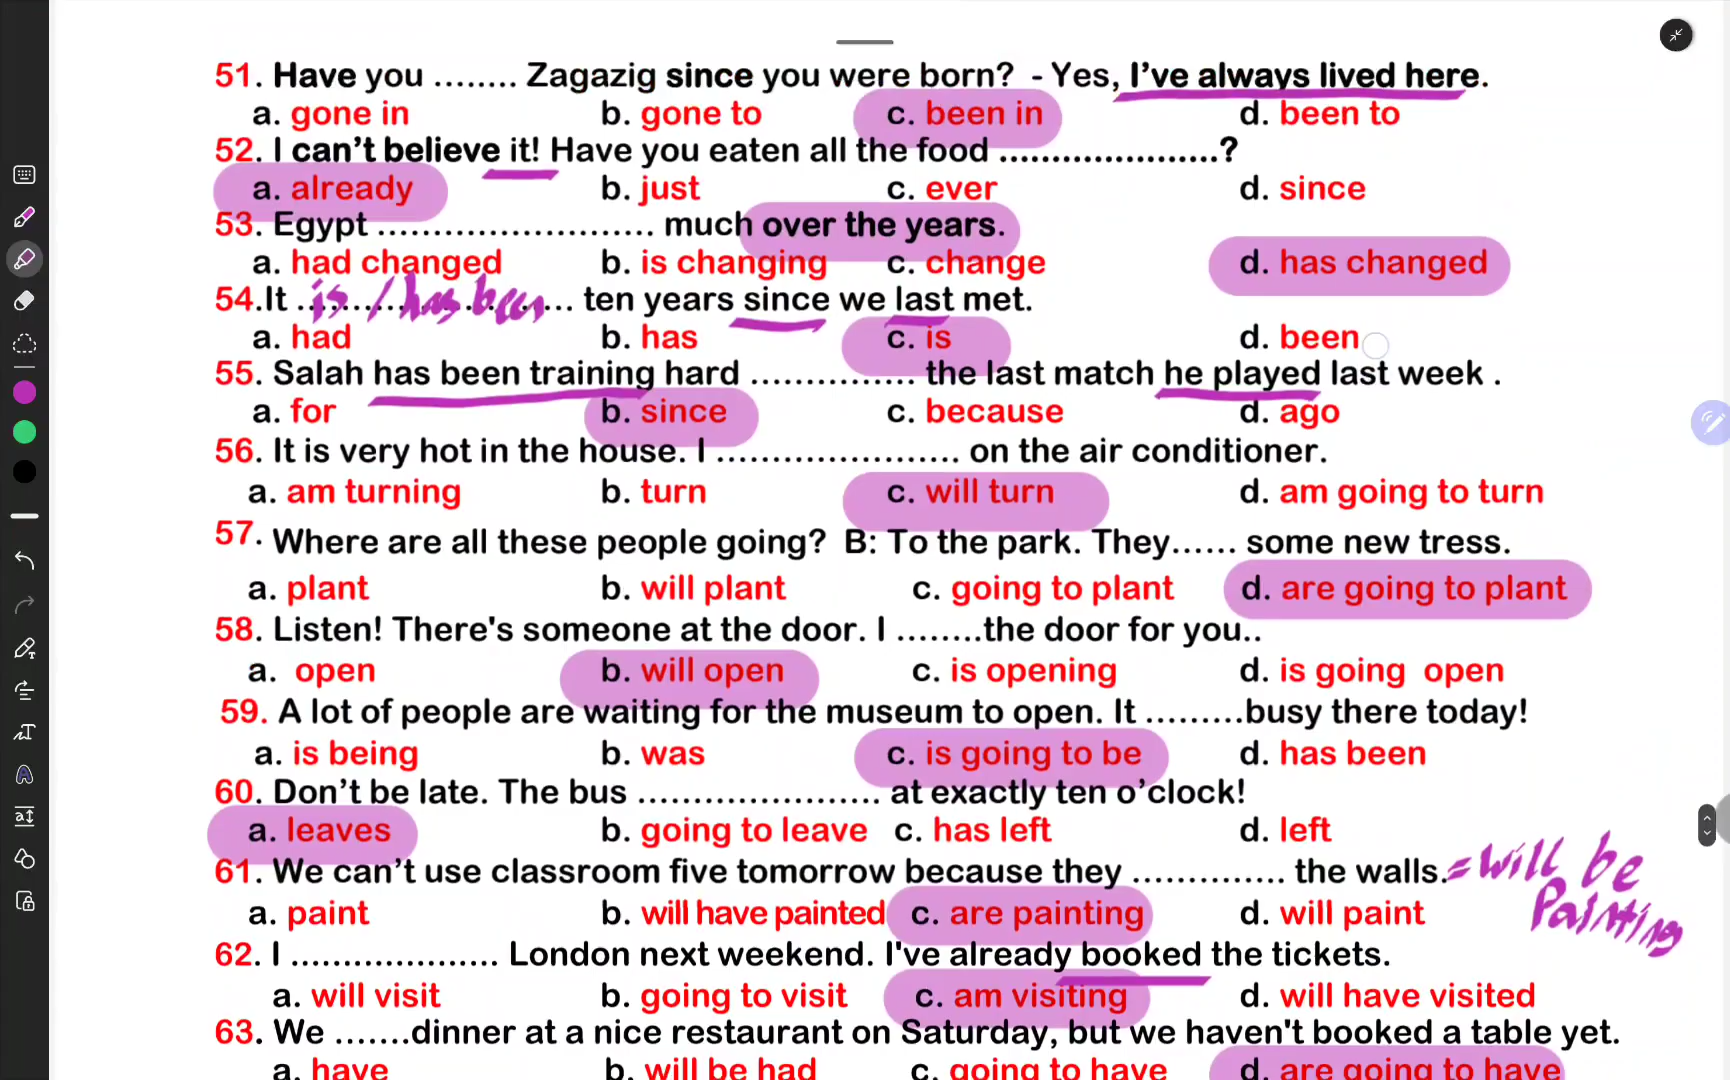 51. Have you ........ Zagazig since you were born?  - Yes, I’ve always lived here.
a. gone in b. gone to c. been in d. been to
52. I can’t believe it! Have you eaten all the food ......................?
a. already b. just c. ever d. since
53. Egypt ............................ much over the years.
a. had changed b. is changing c. change d. has changed
54.It ............................ ten years since we last met.
is / has been
a. had b. has c. is d. been
55. Salah has been training hard ................ the last match he played last week .
a. for b. since c. because d. ago
56. It is very hot in the house. I ........................ on the air conditioner.
a. am turning b. turn c. will turn d. am going to turn
57. Where are all these people going?  B: To the park. They...... some new tress.
a. plant b. will plant c. going to plant d. are going to plant
58. Listen! There's someone at the door. I ........the door for you..
a. open b. will open c. is opening d. is going  open
59. A lot of people are waiting for the museum to open. It .........busy there today!
a. is being b. was c. is going to be d. has been
60. Don’t be late. The bus ........................ at exactly ten o’clock!
a. leaves b. going to leave c. has left d. left
61. We can’t use classroom five tomorrow because they .............. the walls. = will be
Painting
a. paint b. will have painted c. are painting d. will paint
62. I .................... London next weekend. I've already booked the tickets.
a. will visit b. going to visit c. am visiting d. will have visited
63. We .......dinner at a nice restaurant on Saturday, but we haven't booked a table yet.
a. have b. will be had c. going to have d. are going to have